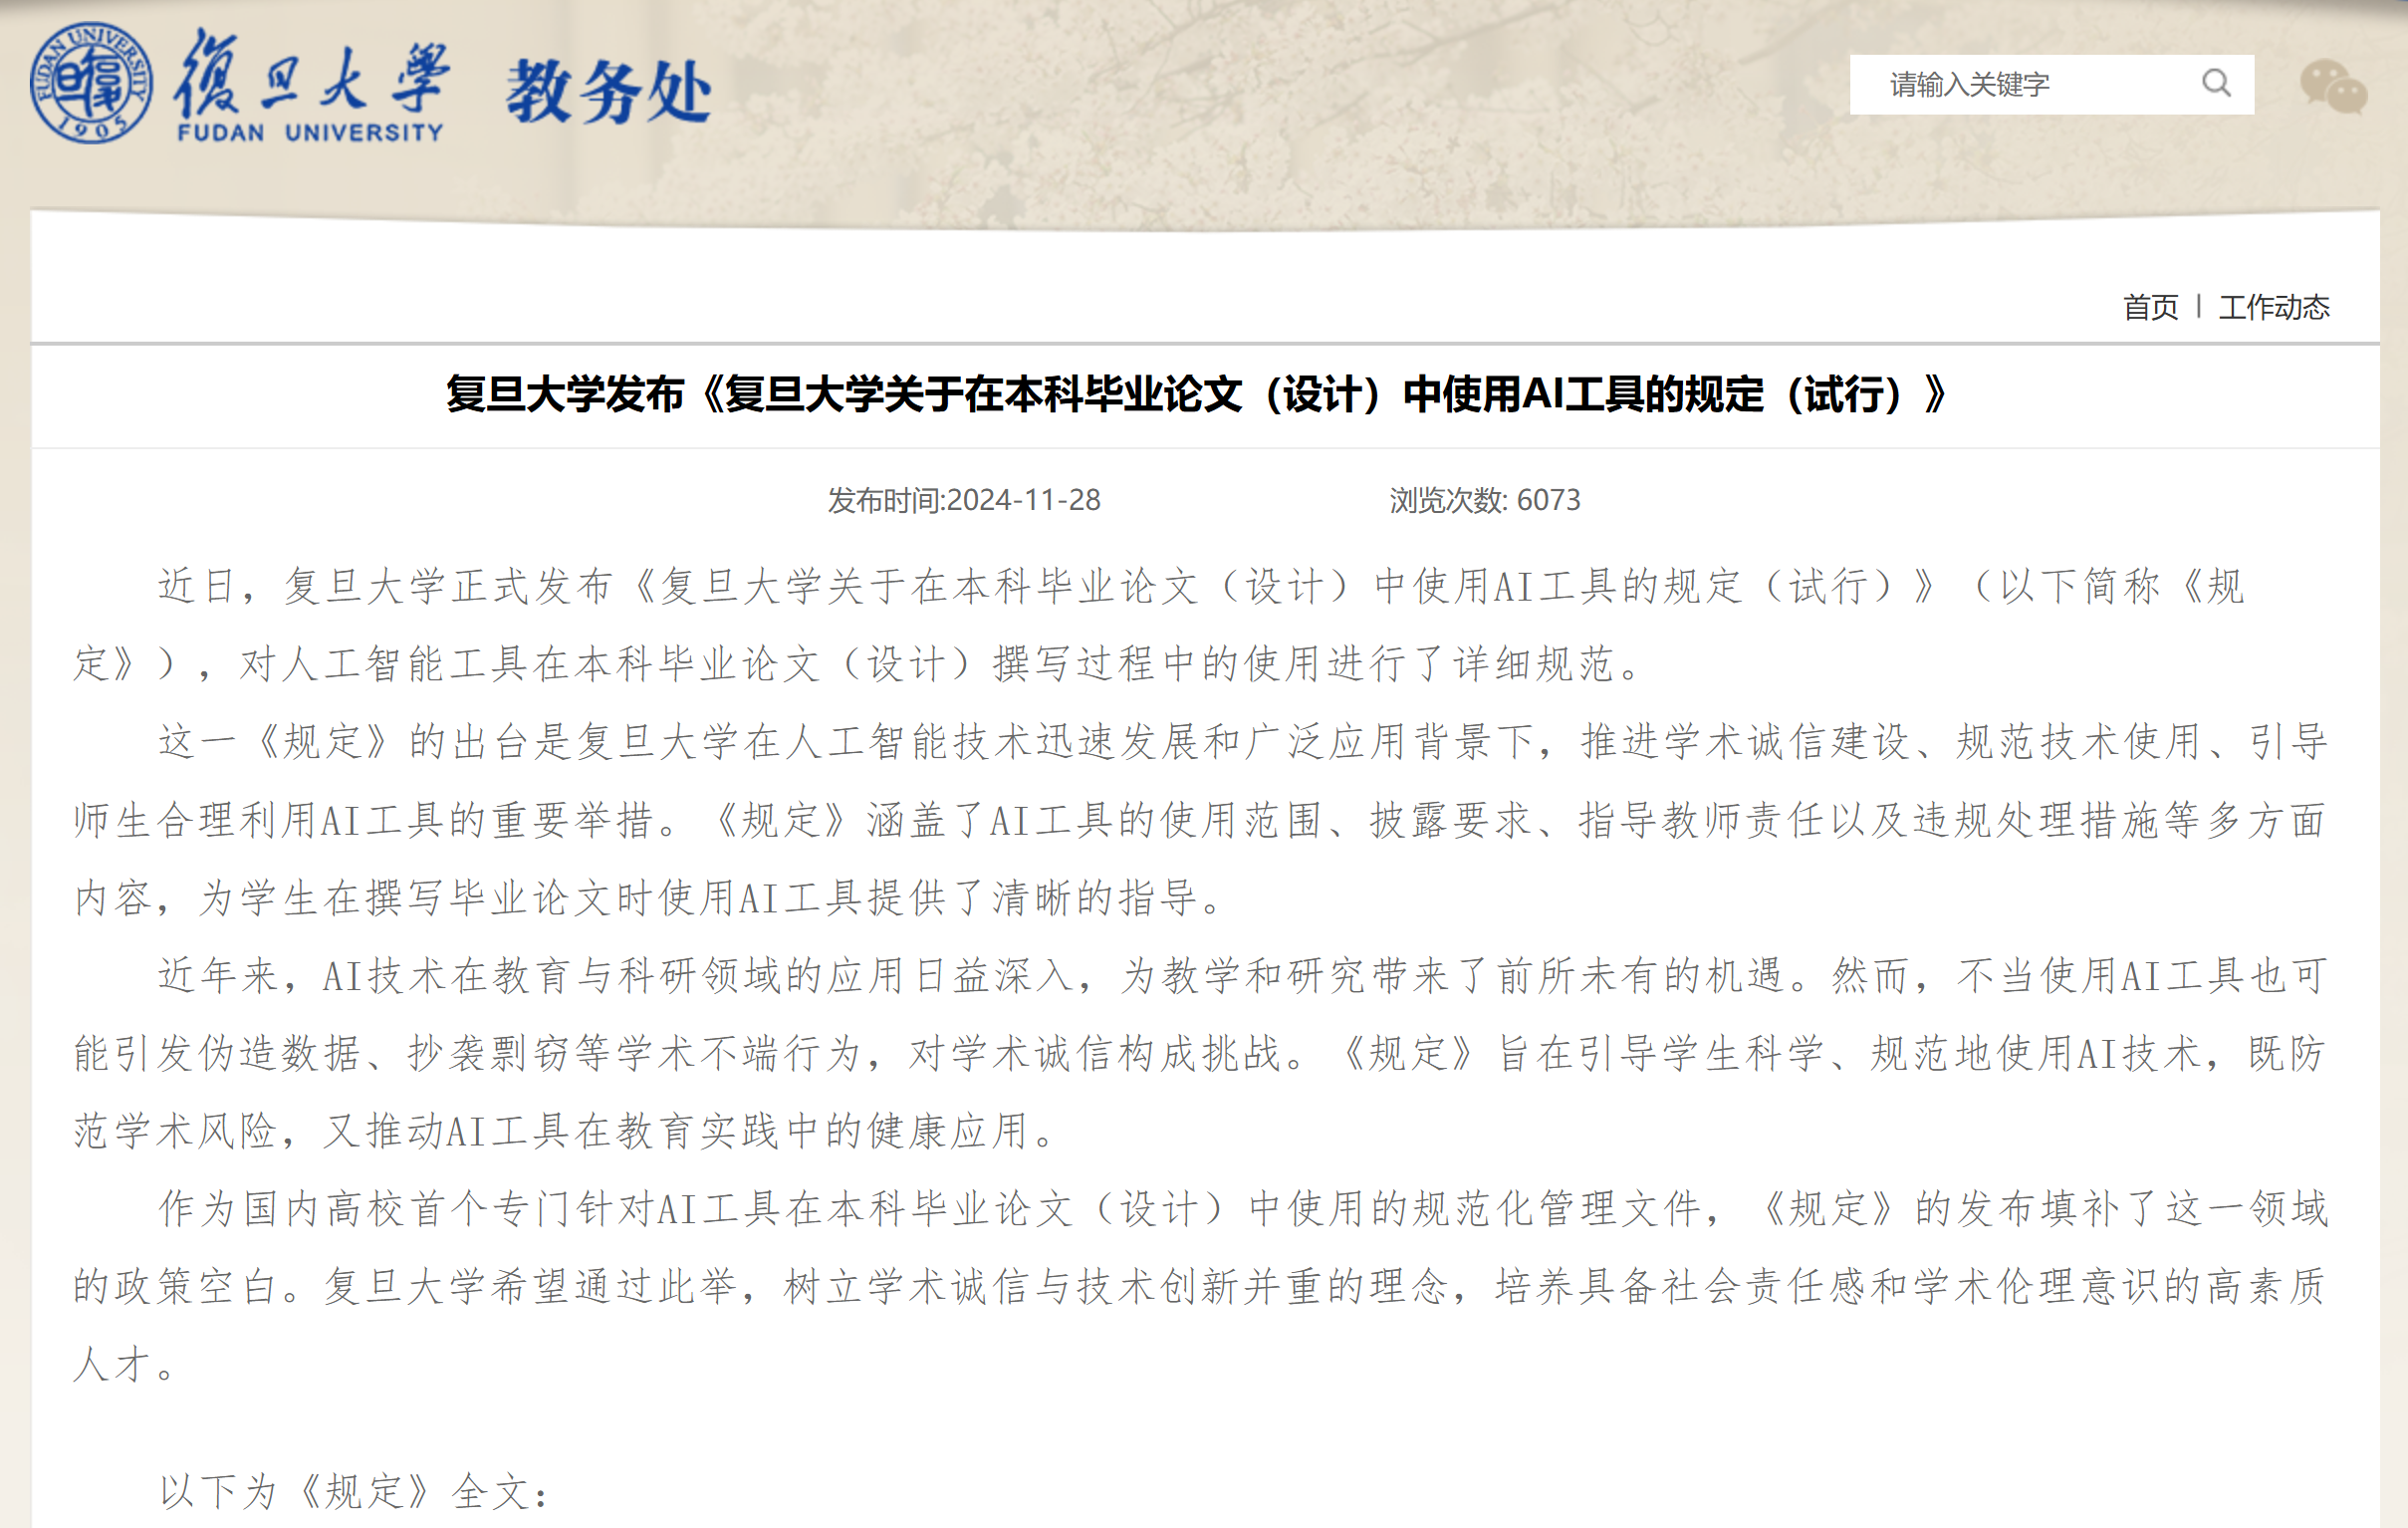 FUDAN UNIVERSITY
1905
復旦大學
FUDAN UNIVERSITY
教务处
请输入关键字
首页 | 工作动态
复旦大学发布《复旦大学关于在本科毕业论文（设计）中使用AI工具的规定（试行）》
发布时间:2024-11-28 浏览次数: 6073
近日，复旦大学正式发布《复旦大学关于在本科毕业论文（设计）中使用AI工具的规定（试行）》（以下简称《规
定》），对人工智能工具在本科毕业论文（设计）撰写过程中的使用进行了详细规范。
这一《规定》的出台是复旦大学在人工智能技术迅速发展和广泛应用背景下，推进学术诚信建设、规范技术使用、引导
师生合理利用AI工具的重要举措。《规定》涵盖了AI工具的使用范围、披露要求、指导教师责任以及违规处理措施等多方面
内容，为学生在撰写毕业论文时使用AI工具提供了清晰的指导。
近年来，AI技术在教育与科研领域的应用日益深入，为教学和研究带来了前所未有的机遇。然而，不当使用AI工具也可
能引发伪造数据、抄袭剽窃等学术不端行为，对学术诚信构成挑战。《规定》旨在引导学生科学、规范地使用AI技术，既防
范学术风险，又推动AI工具在教育实践中的健康应用。
作为国内高校首个专门针对AI工具在本科毕业论文（设计）中使用的规范化管理文件，《规定》的发布填补了这一领域
的政策空白。复旦大学希望通过此举，树立学术诚信与技术创新并重的理念，培养具备社会责任感和学术伦理意识的高素质
人才。
以下为《规定》全文：